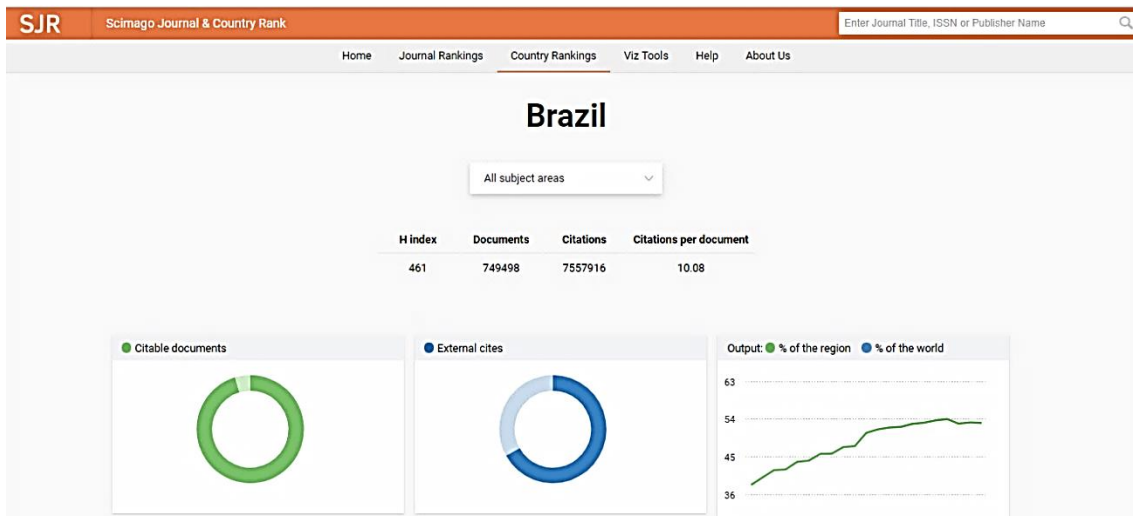 SJR Scimago Journal & Country Rank Enter Journal Title, ISSN or Publisher Name
Home Journal Rankings Country Rankings Viz Tools Help About Us
Brazil
All subject areas
H index Documents Citations Citations per document
461 749498 7557916 10.08
Citable documents
External cites
Output: % of the region % of the world
63
54
45
36